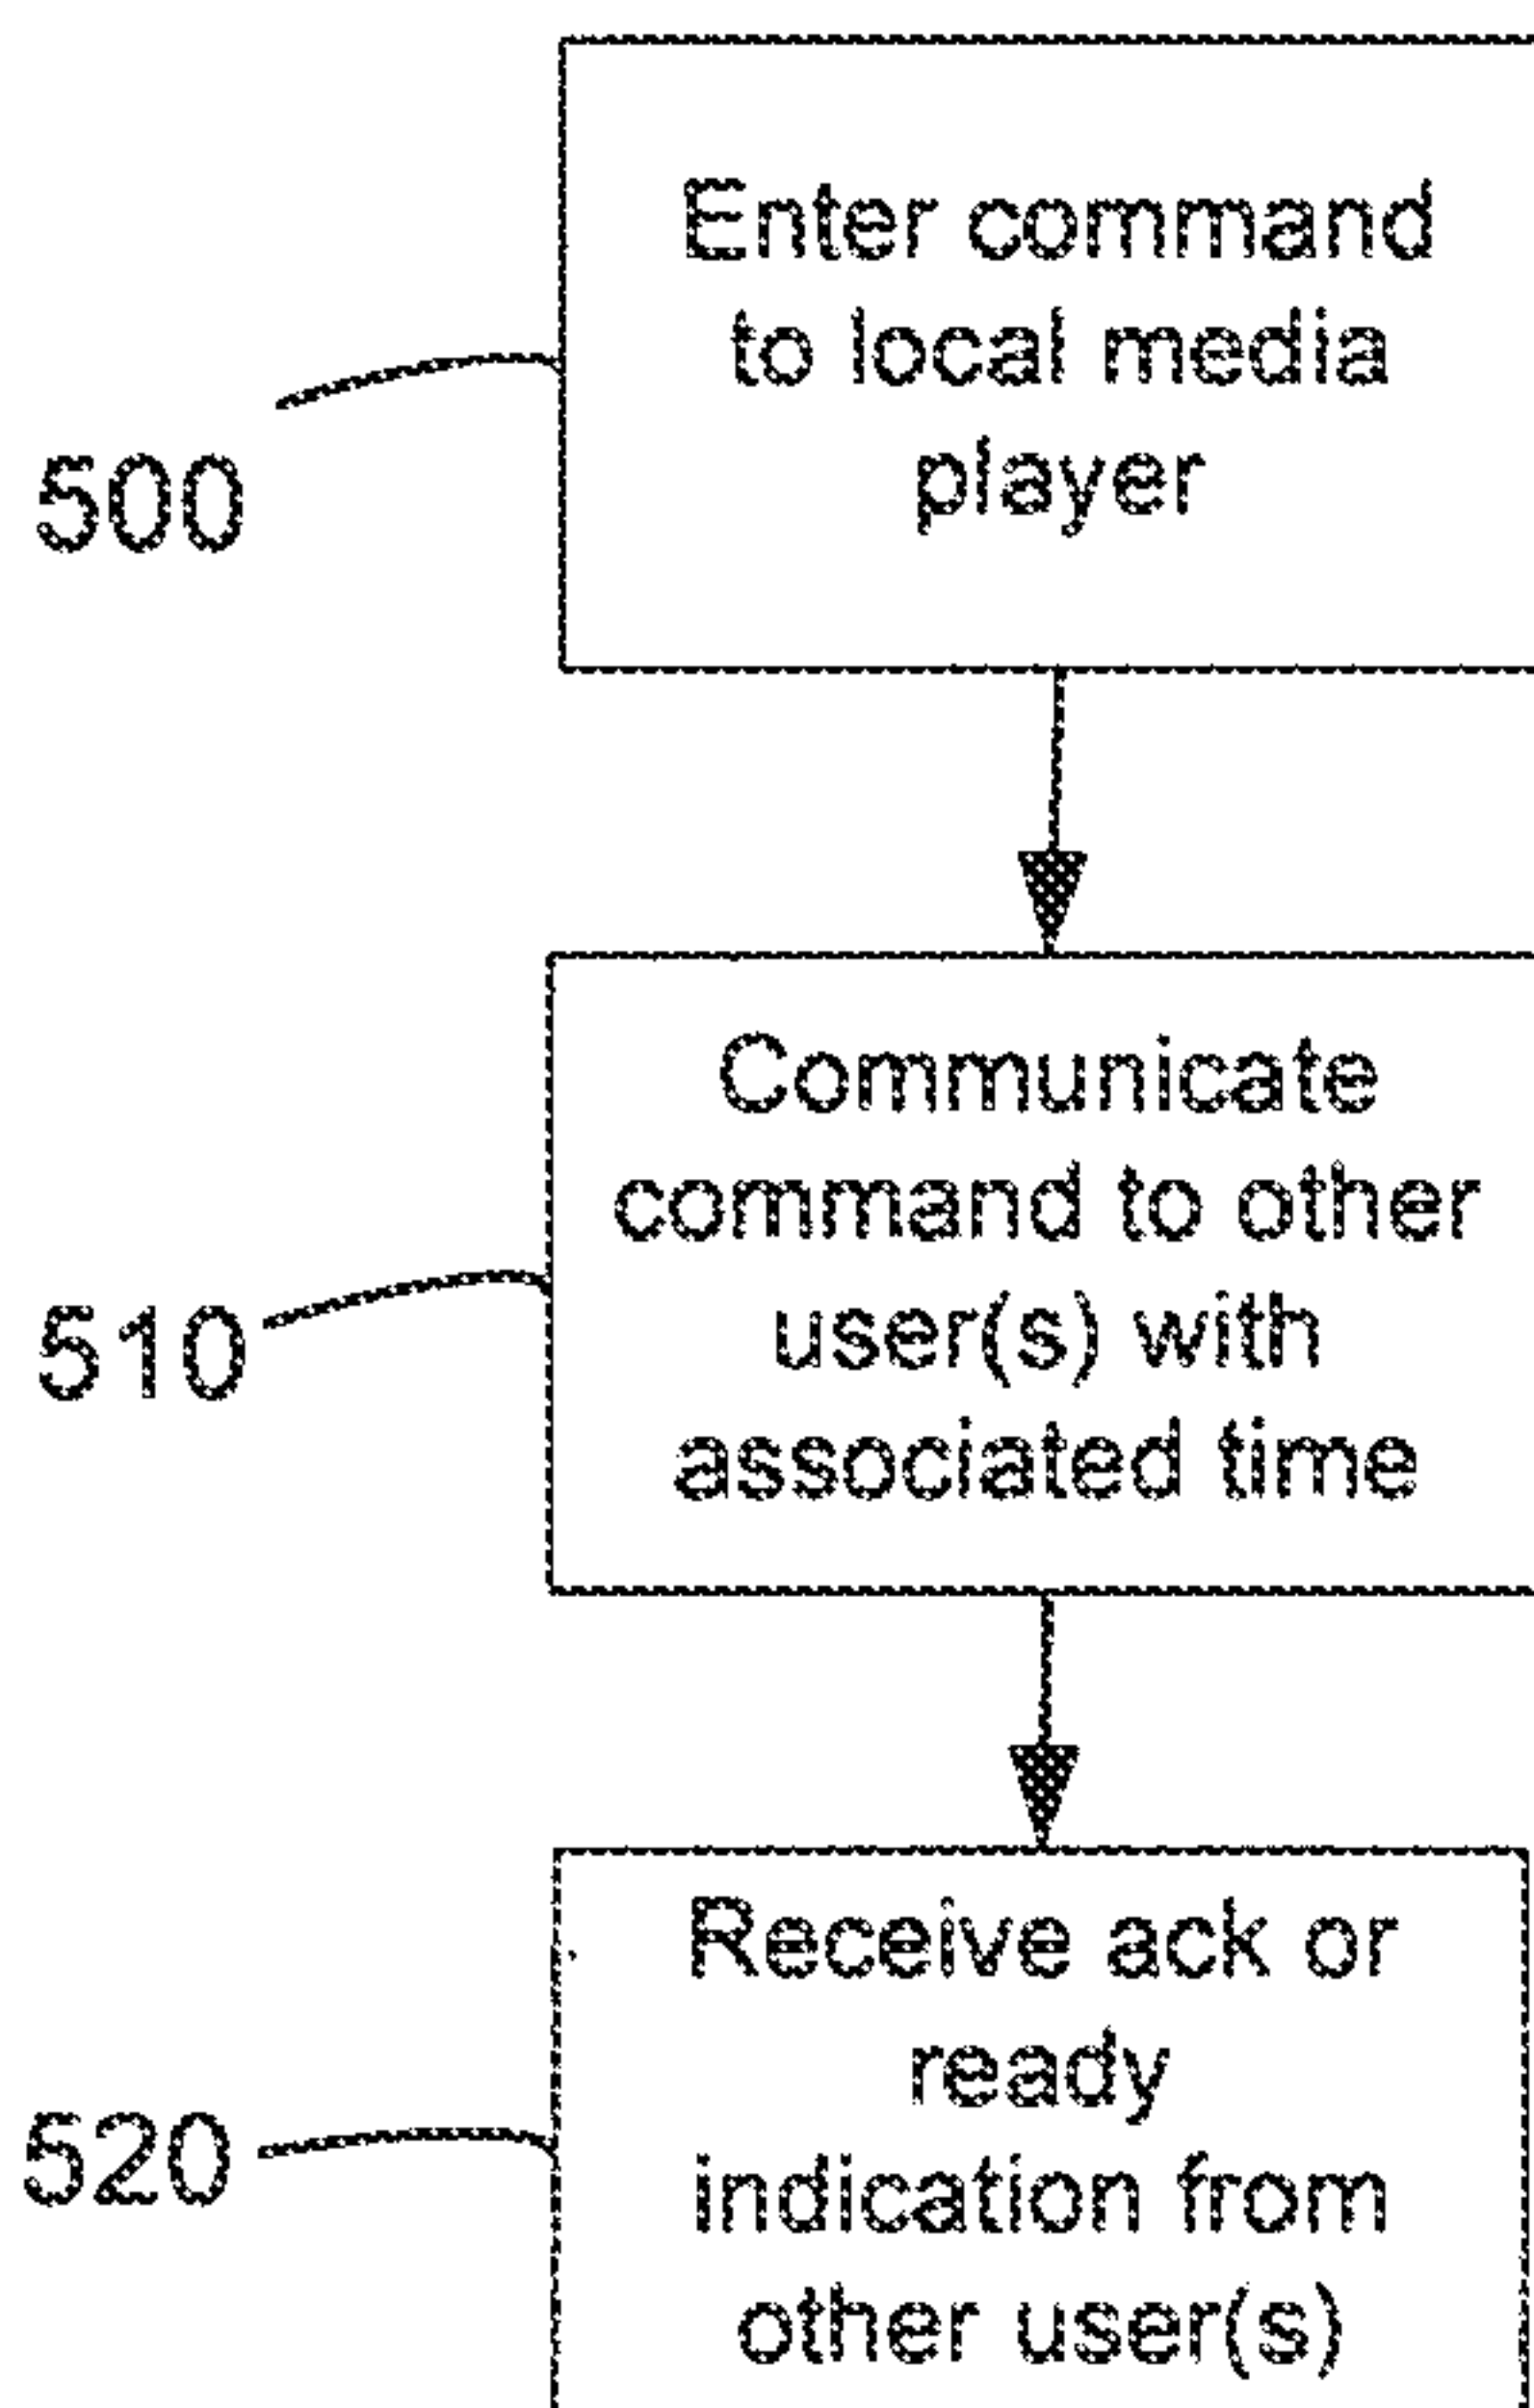 Enter command
to local media
player
500
Communicate
command to other
user(s) with
associated time
510
Receive ack or
ready
indication from
other user(s)
520